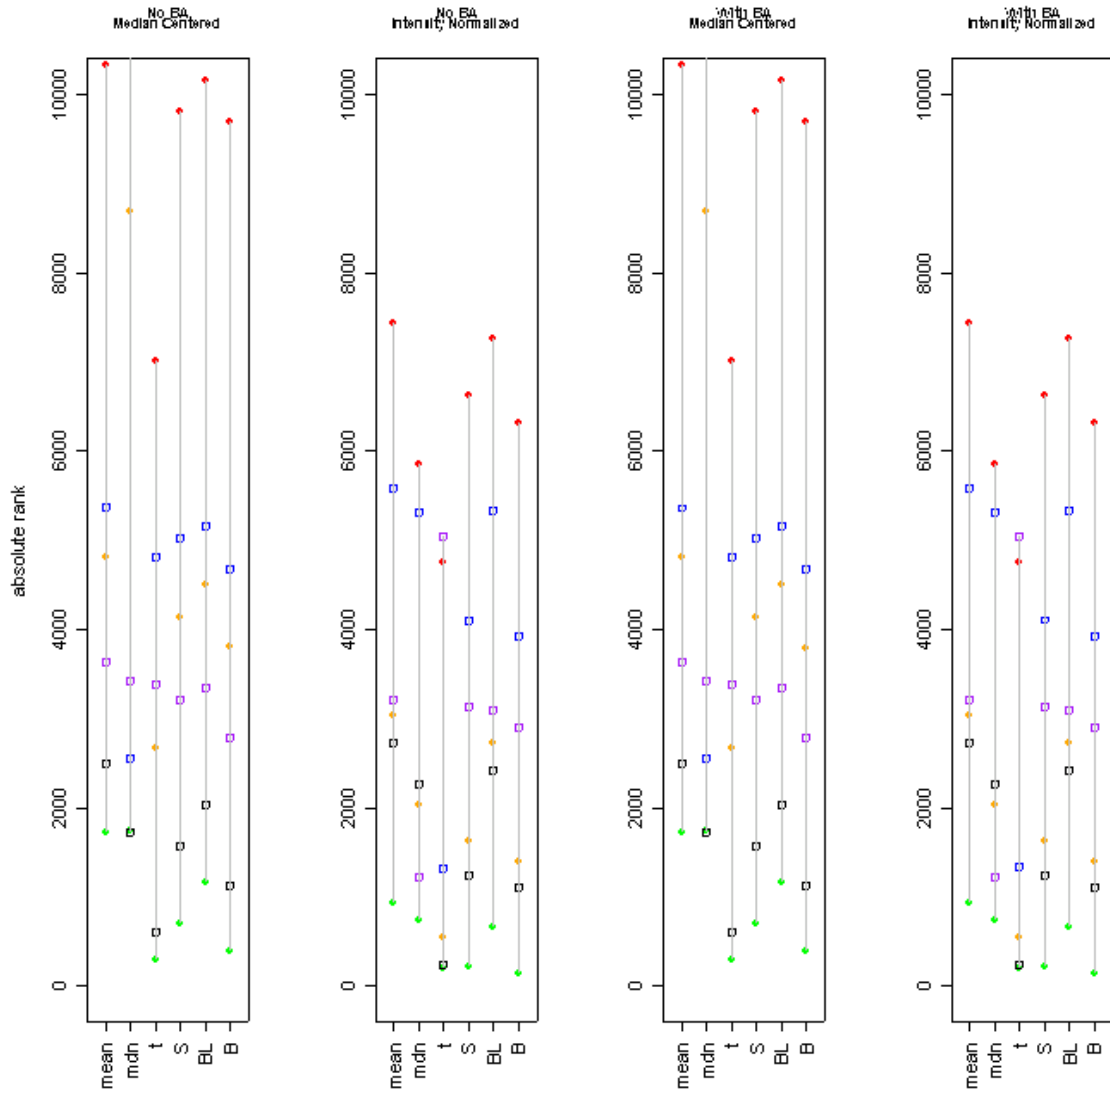 No BA
Median Centered
No BA
Intensity Normalized
With BA
Median Centered
With BA
Intensity Normalized
absolute rank
0
2000
4000
6000
8000
10000
mean
mdn
t
S
BL
B
0
2000
4000
6000
8000
10000
mean
mdn
t
S
BL
B
0
2000
4000
6000
8000
10000
mean
mdn
t
S
BL
B
0
2000
4000
6000
8000
10000
mean
mdn
t
S
BL
B